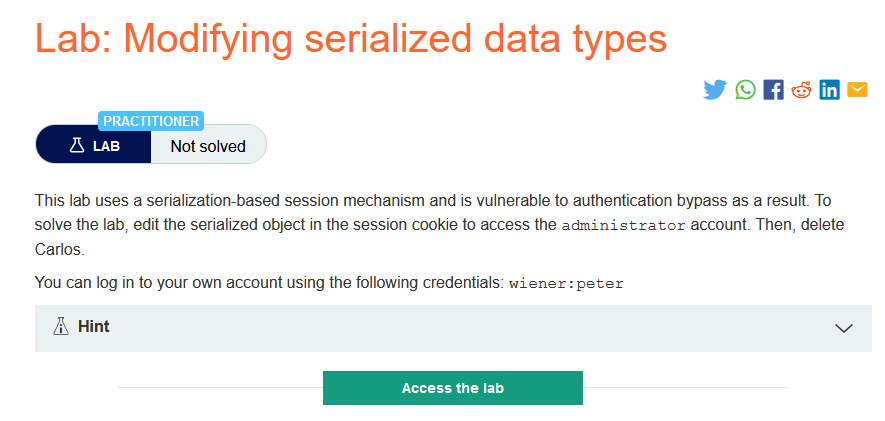 Lab: Modifying serialized data types
PRACTITIONER
LAB
Not solved
This lab uses a serialization-based session mechanism and is vulnerable to authentication bypass as a result. To
solve the lab, edit the serialized object in the session cookie to access the administrator account. Then, delete
Carlos.
You can log in to your own account using the following credentials: wiener:peter
Hint
Access the lab